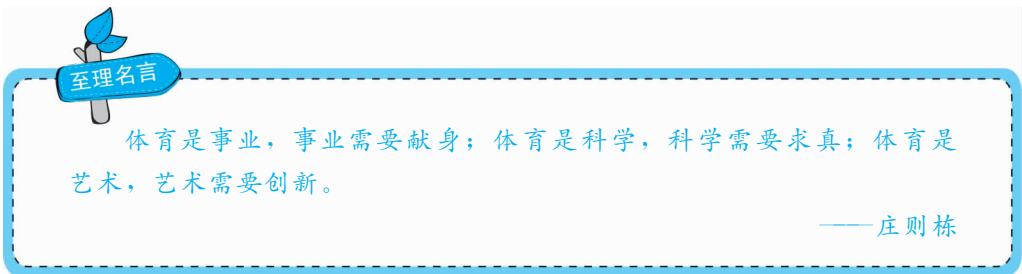 至理名言
体育是事业，事业需要献身；体育是科学，科学需要求真；体育是
艺术，艺术需要创新。
——庄则栋